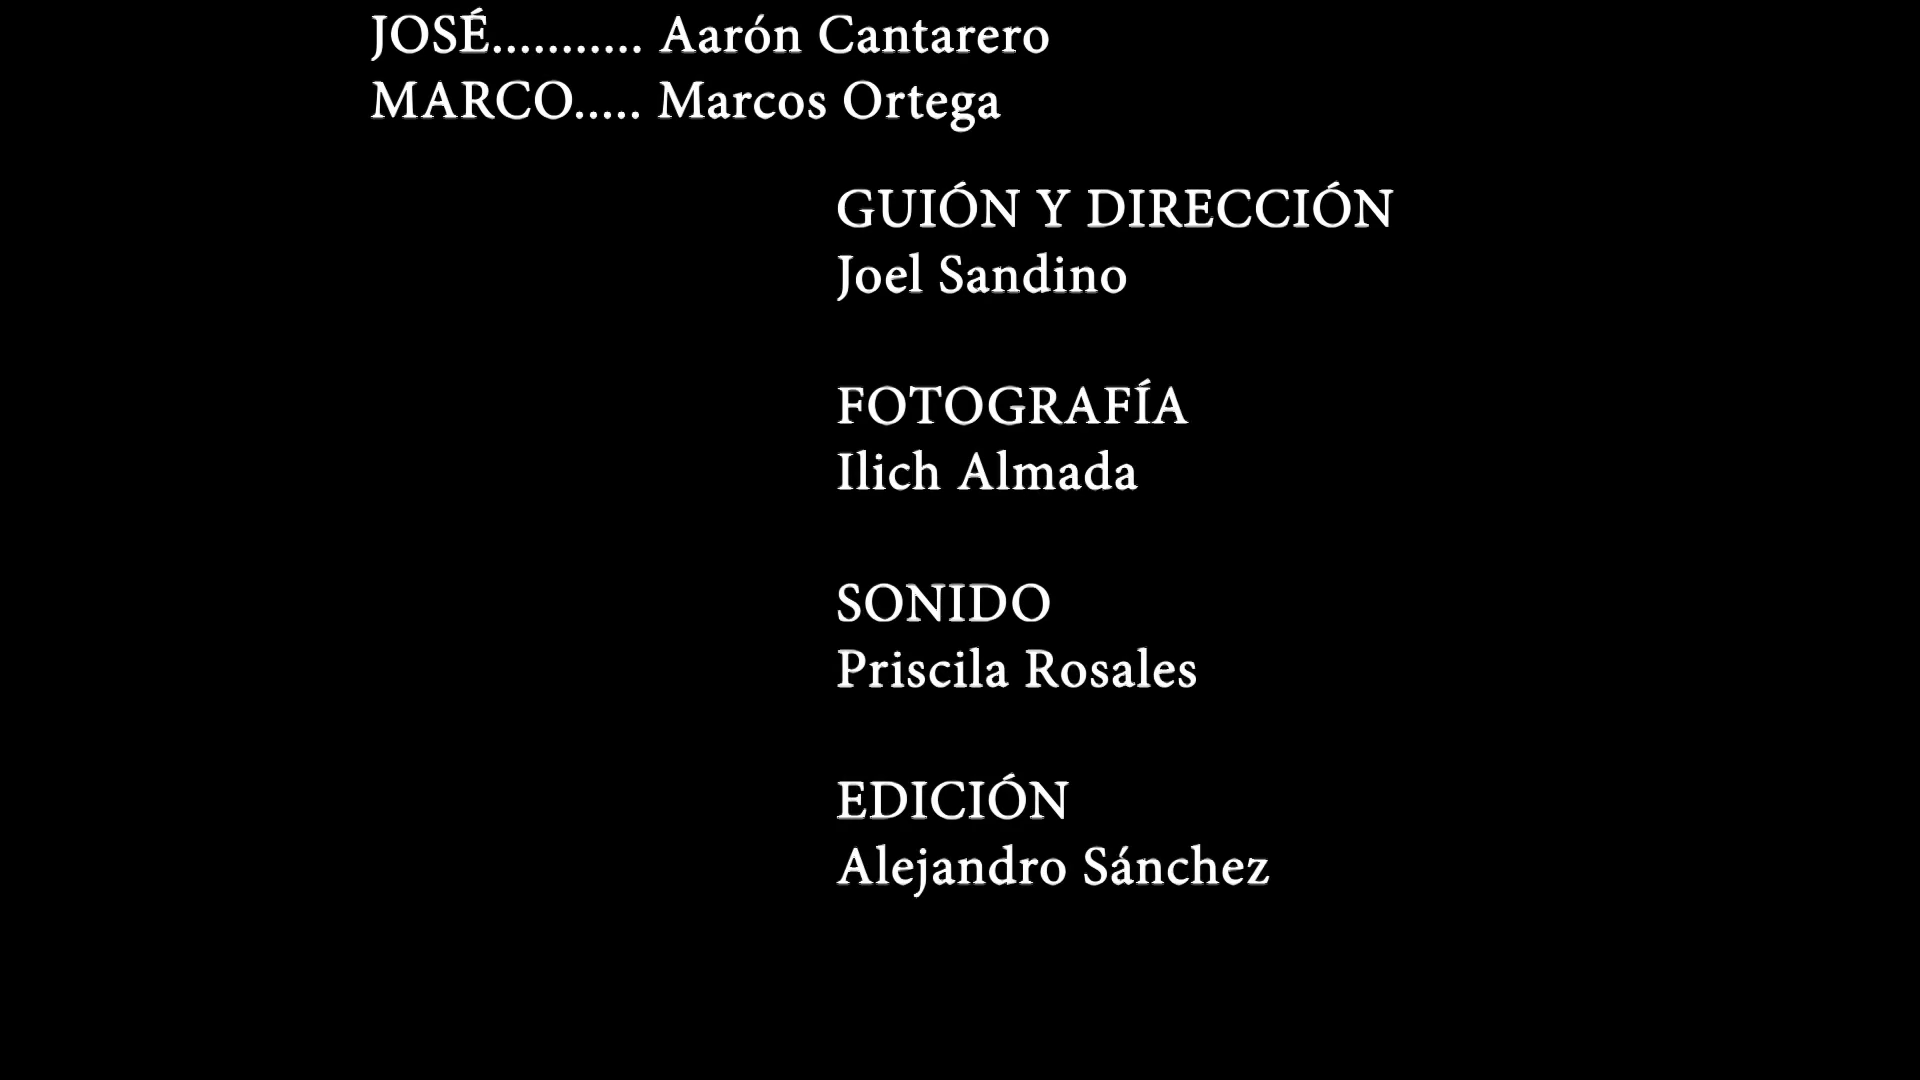 JOSÉ........... Aarón Cantarero
MARCO..... Marcos Ortega
GUIÓN Y DIRECCIÓN
Joel Sandino
FOTOGRAFÍA
Ilich Almada
SONIDO
Priscila Rosales
EDICIÓN
Alejandro Sánchez